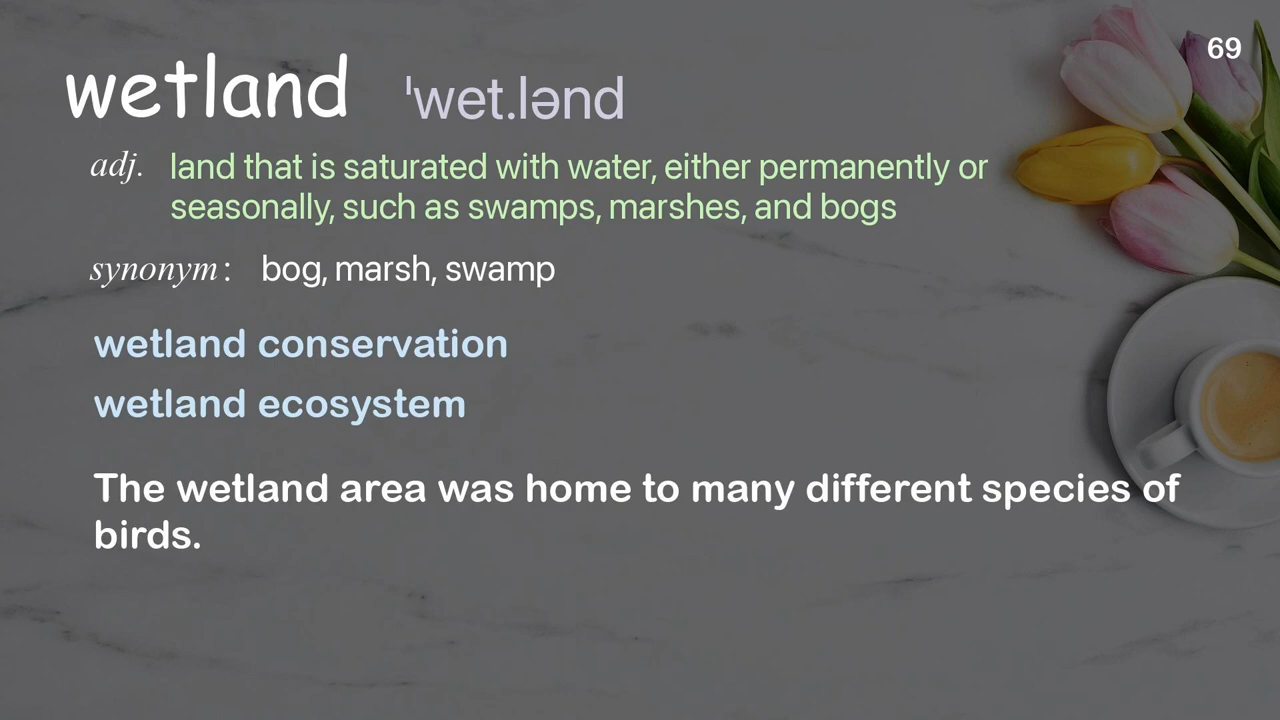 69
wetland ˈwet.lənd
adj. land that is saturated with water, either permanently or
seasonally, such as swamps, marshes, and bogs
synonym: bog, marsh, swamp
wetland conservation
wetland ecosystem
The wetland area was home to many different species of
birds.